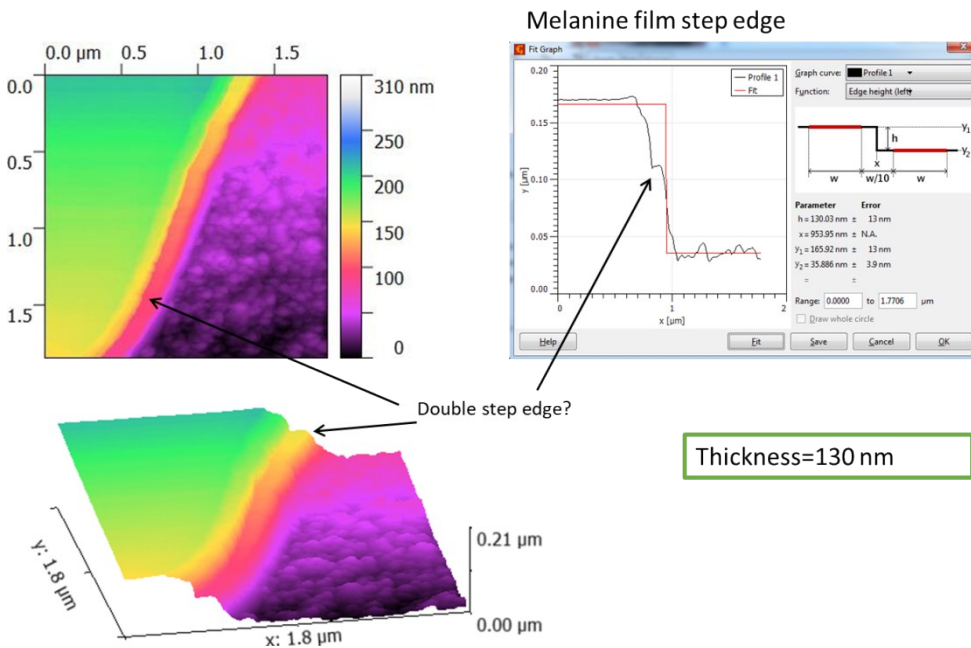 Melanine film step edge
0.0 µm 0.5 1.0 1.5
0.0
0.5
1.0
1.5
310 nm
250
200
150
100
0
Fit Graph
0.20
0.15
0.10
0.05
0.00
y [µm]
0 1 2
x [µm]
Profile 1
Fit
Graph curve: Profile 1
Function: Edge height (left)
y1
h
y2
x
w w/10 w
Parameter Error
h = 130.03 nm ± 13 nm
x = 953.95 nm ± N.A.
y1 = 165.92 nm ± 13 nm
y2 = 35.886 nm ± 3.9 nm
= ±
Range: 0.0000 to 1.7706 µm
Draw whole circle
Help Fit Save Cancel OK
Double step edge?
Thickness=130 nm
y: 1.8 µm
x: 1.8 µm
0.21 µm
0.00 µm